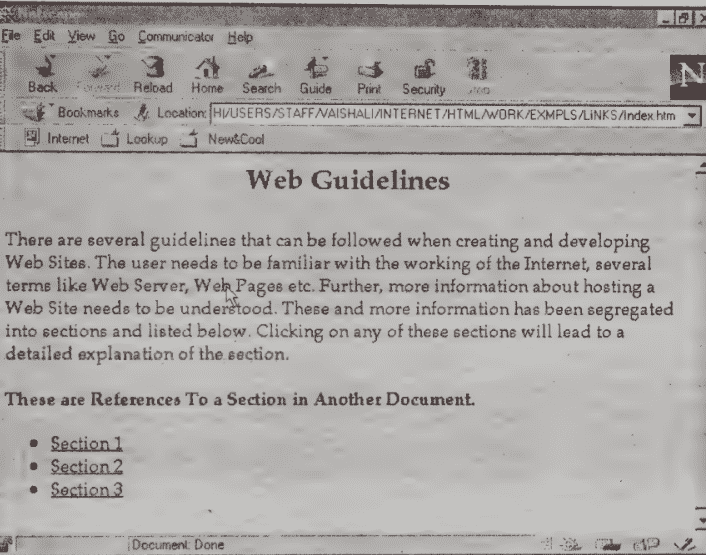 File Edit View Go Communicator Help
Back Forward Reload Home Search Guide Print Security Stop
N
Bookmarks Location: H|/USERS/STAFF/VAISHALI/INTERNET/HTML/WORK/EXMPLS/LiNKS/Index.htm
Internet Lookup New&Cool
Web Guidelines
There are several guidelines that can be followed when creating and developing
Web Sites. The user needs to be familiar with the working of the Internet, several
terms like Web Server, Web Pages etc. Further, more information about hosting a
Web Site needs to be understood. These and more information has been segregated
into sections and listed below. Clicking on any of these sections will lead to a
detailed explanation of the section.
These are References To a Section in Another Document.
Section 1
Section 2
Section 3
Document: Done